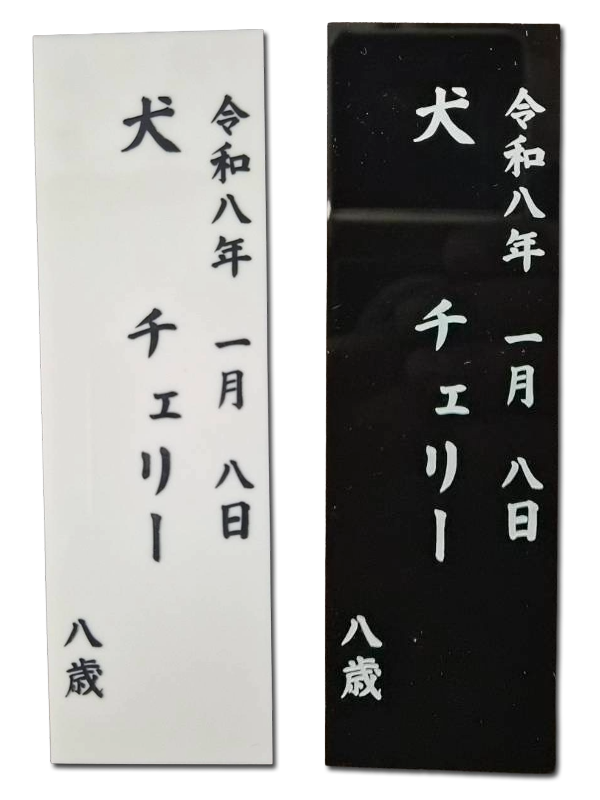 令和八年 一月 八日
犬 チェリー
八歳
令和八年 一月 八日
犬 チェリー
八歳